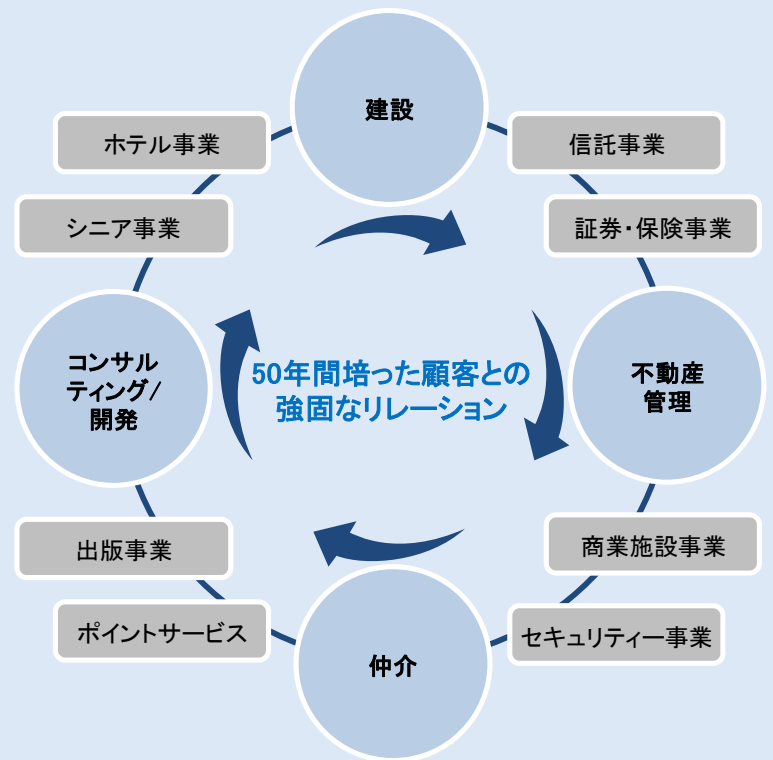 建設
ホテル事業
信託事業
シニア事業
証券・保険事業
コンサル
ティング/
開発
50年間培った顧客との
強固なリレーション
不動産
管理
出版事業
商業施設事業
ポイントサービス
セキュリティー事業
仲介